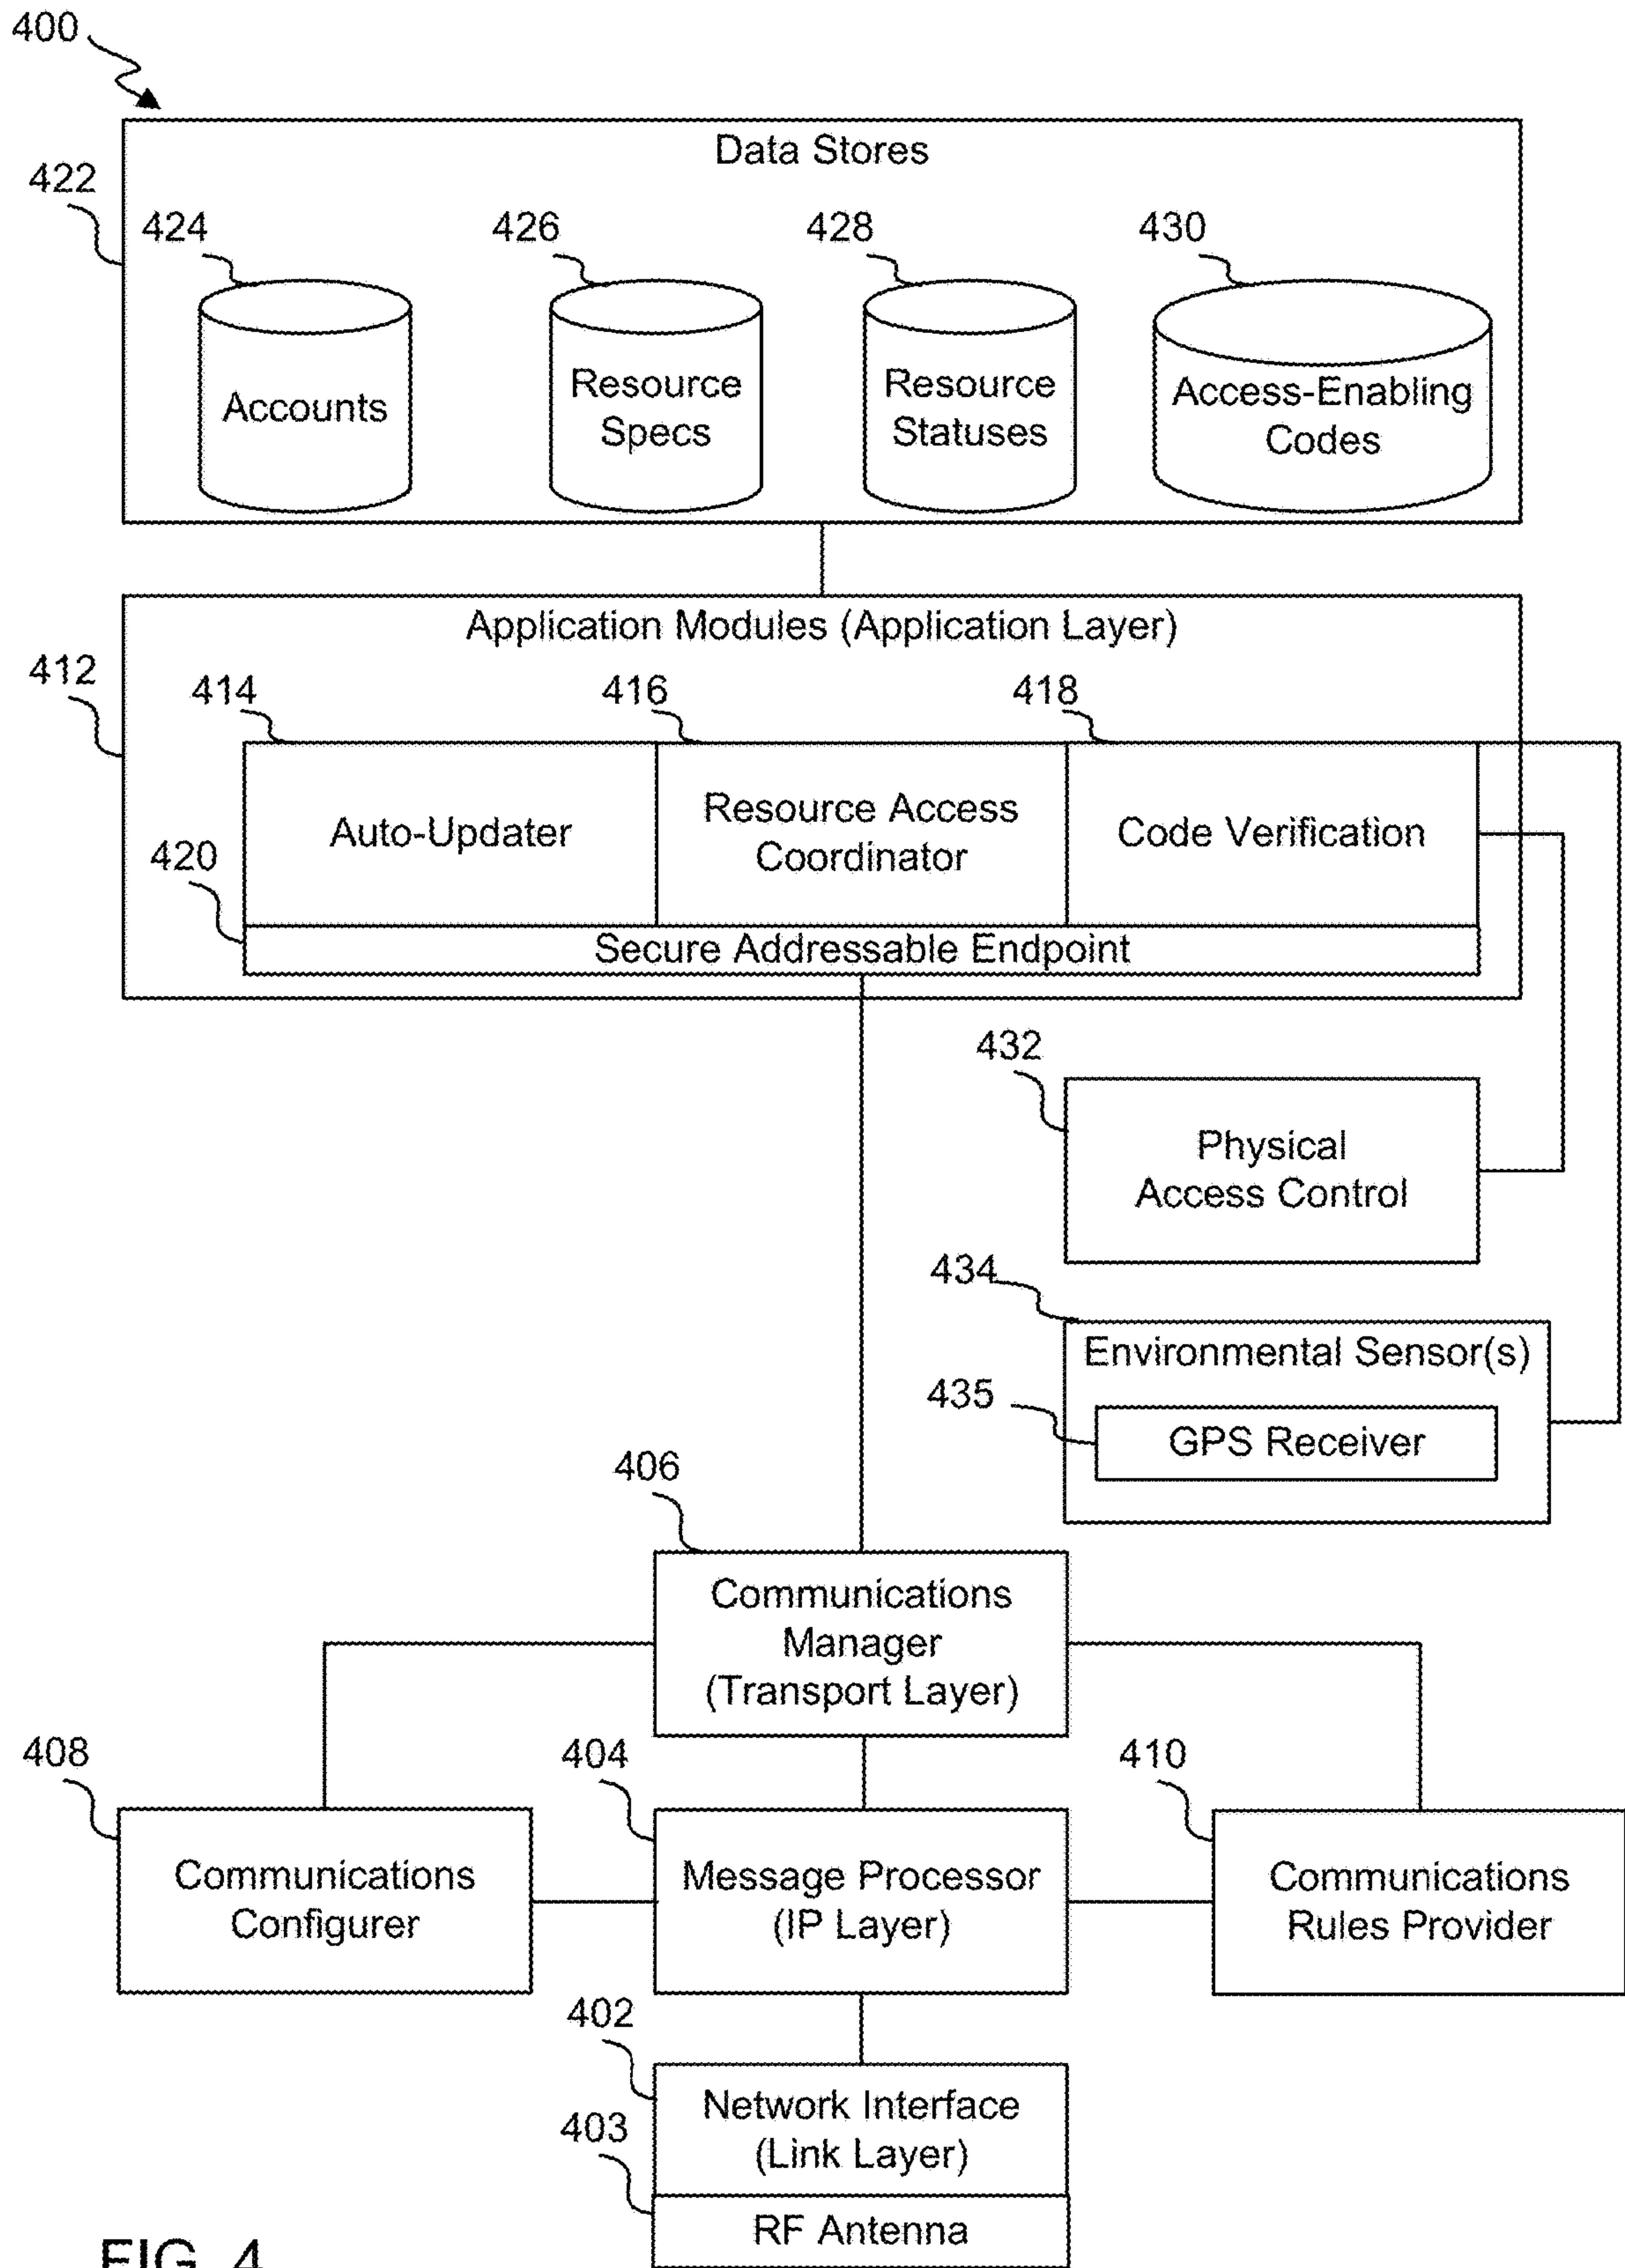 400
Data Stores
422
424
426
428
430
Accounts
Resource
Specs
Resource
Statuses
Access-Enabling
Codes
Application Modules (Application Layer)
412
414
416
418
Auto-Updater
Resource Access
Coordinator
Code Verification
420
Secure Addressable Endpoint
432
Physical
Access Control
434
Environmental Sensor(s)
435
GPS Receiver
406
Communications
Manager
(Transport Layer)
408
404
410
Communications
Configurer
Message Processor
(IP Layer)
Communications
Rules Provider
402
Network Interface
(Link Layer)
403
RF Antenna
FIG. 4